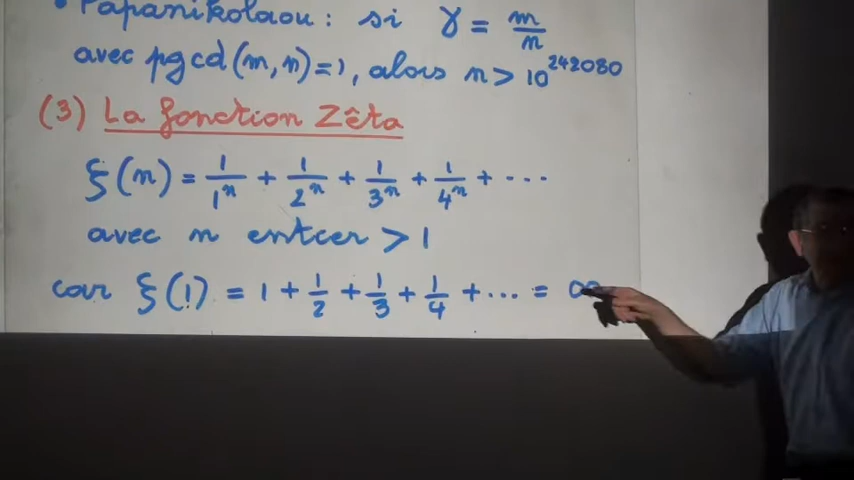 • Papanikolaou : si γ = m/n
avec pgcd(m,n)=1, alors n > 10^242080
(3) La fonction Zêta
ξ(n) = 1/1^n + 1/2^n + 1/3^n + 1/4^n + ...
avec n entier > 1
car ξ(1) = 1 + 1/2 + 1/3 + 1/4 + ... = ∞